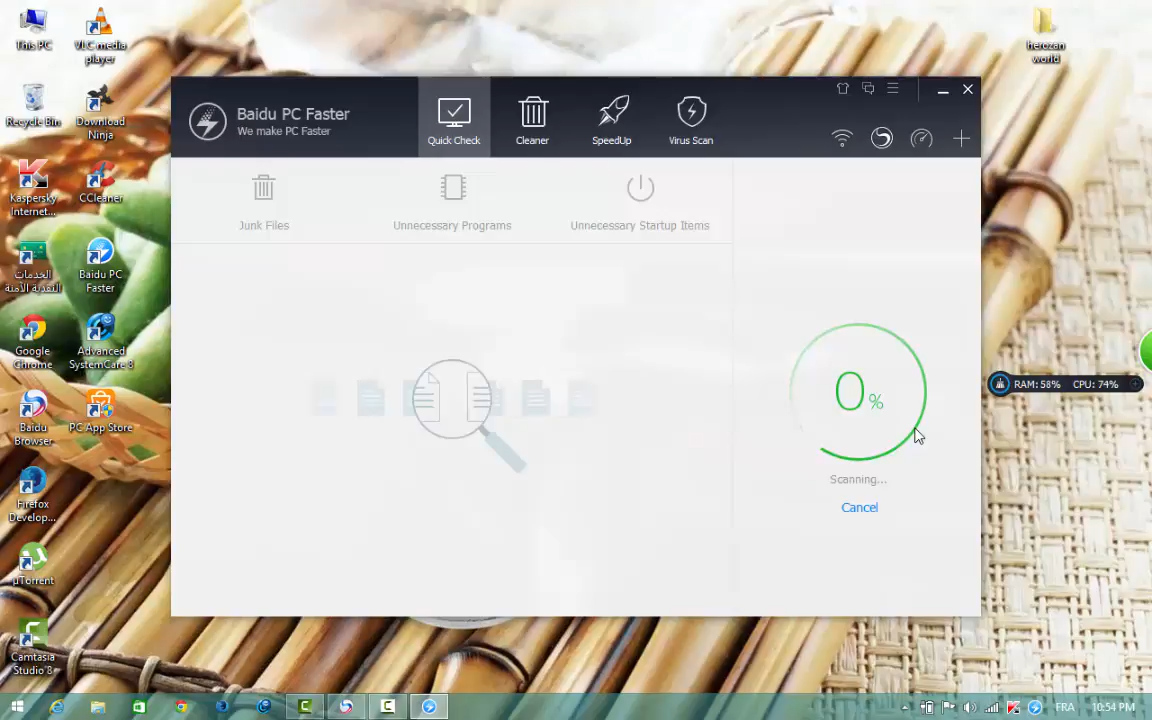 This PC
VLC media
player
herozan
world
Recycle Bin
Download
Ninja
Kaspersky
Internet...
CCleaner
الخدمات
النقدية الآمنة
Baidu PC
Faster
Google
Chrome
Advanced
SystemCare 8
Baidu
Browser
PC App Store
Firefox
Develop...
µTorrent
Camtasia
Studio 8
Baidu PC Faster
We make PC Faster
Quick Check
Cleaner
SpeedUp
Virus Scan
Junk Files
Unnecessary Programs
Unnecessary Startup Items
0 %
Scanning...
Cancel
RAM: 58% CPU: 74%
FRA 10:54 PM